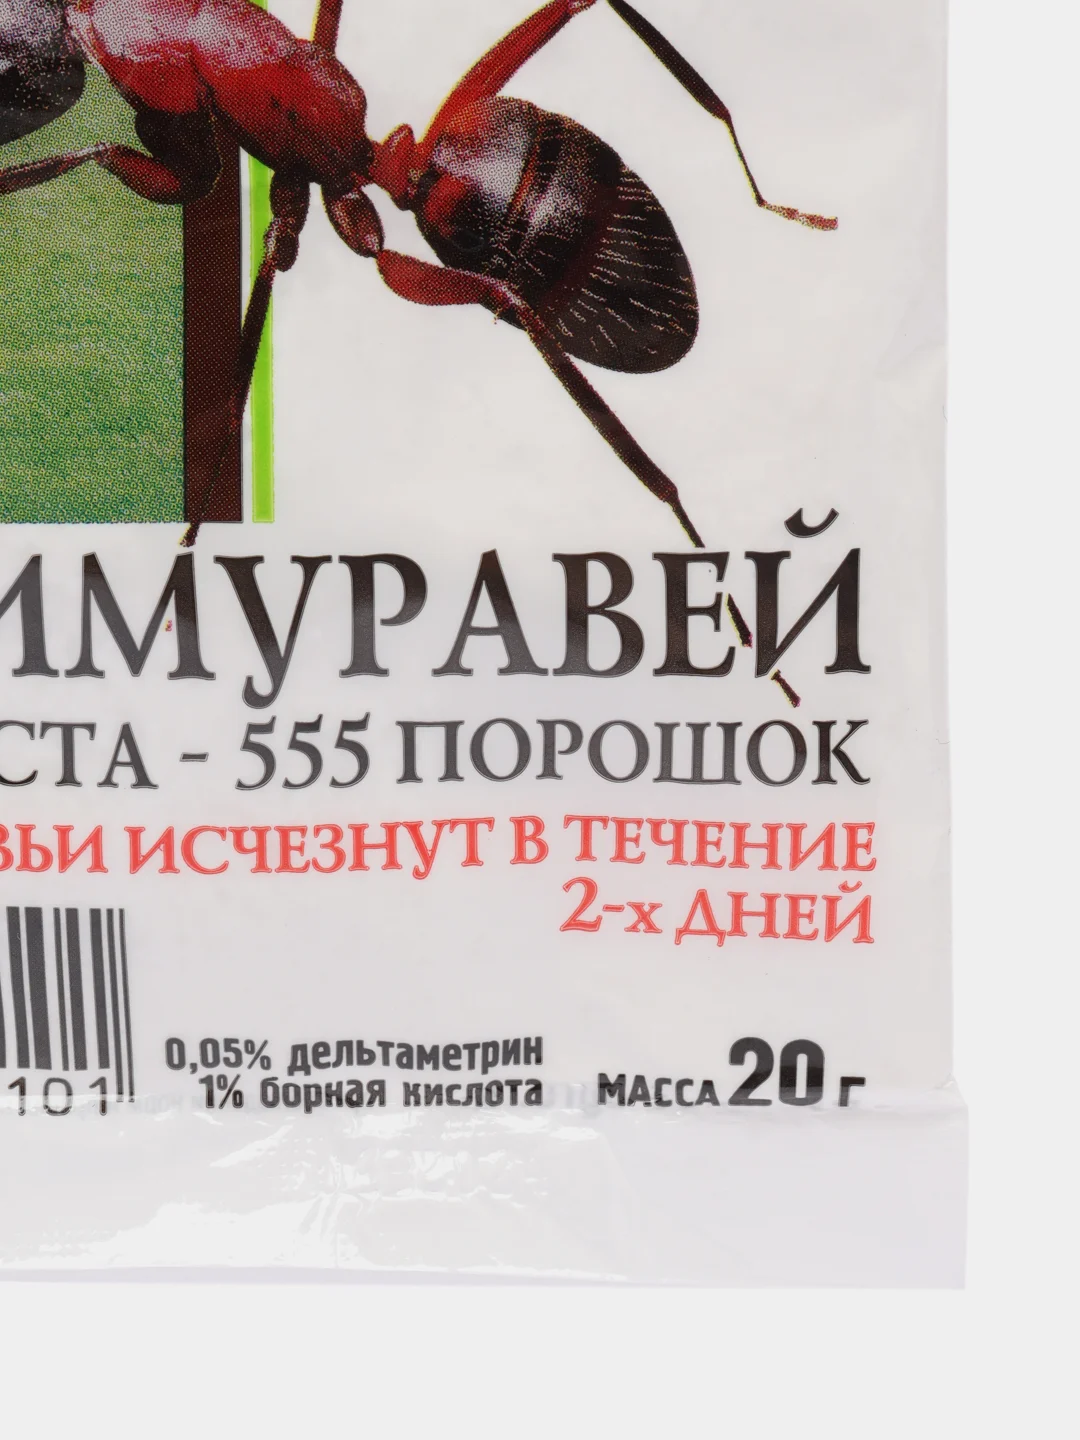 ИМУРАВЕЙ
СТА - 555 ПОРОШОК
ВЬИ ИСЧЕЗНУТ В ТЕЧЕНИЕ
2-х ДНЕЙ
0,05% дельтаметрин
1% борная кислота
МАССА 20 г
101